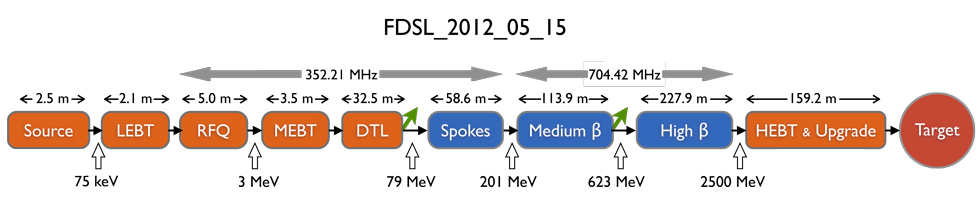 FDSL_2012_05_15
352.21 MHz 704.42 MHz
2.5 m 2.1 m 5.0 m 3.5 m 32.5 m 58.6 m 113.9 m 227.9 m 159.2 m
Source LEBT RFQ MEBT DTL Spokes Medium β High β HEBT & Upgrade Target
75 keV 3 MeV 79 MeV 201 MeV 623 MeV 2500 MeV